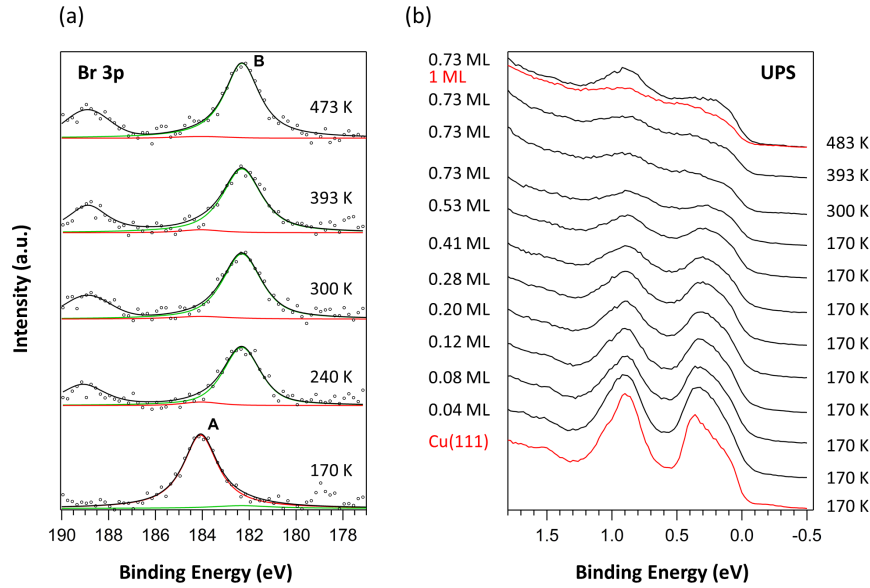 (a)
Br 3p
B
473 K
393 K
300 K
240 K
A
170 K
Intensity (a.u.)
190 188 186 184 182 180 178
Binding Energy (eV)
(b)
UPS
0.73 ML
1 ML
0.73 ML
0.73 ML
0.73 ML
0.53 ML
0.41 ML
0.28 ML
0.20 ML
0.12 ML
0.08 ML
0.04 ML
Cu(111)
483 K
393 K
300 K
170 K
170 K
170 K
170 K
170 K
170 K
170 K
170 K
170 K
1.5 1.0 0.5 0.0 -0.5
Binding Energy (eV)